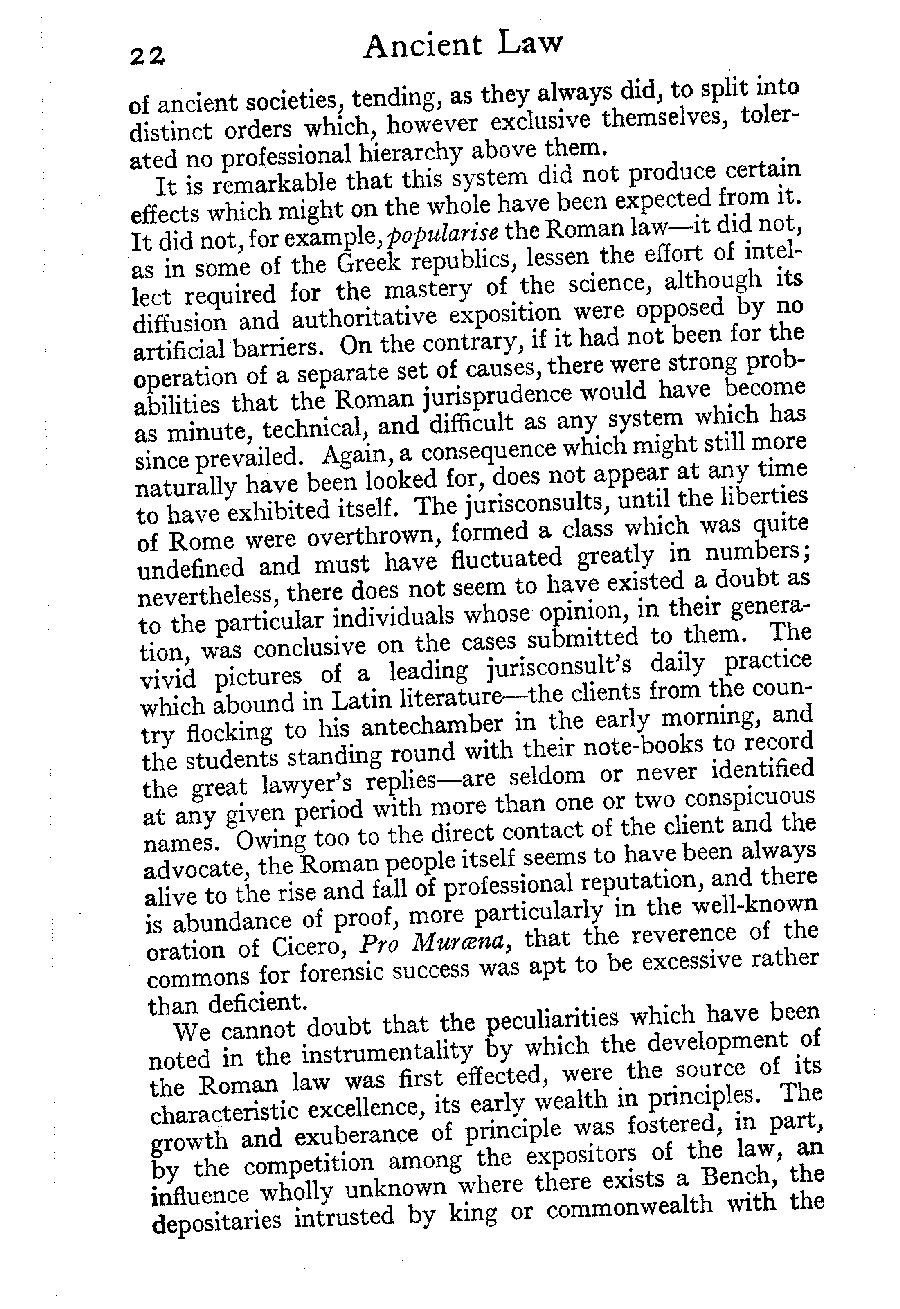 22 Ancient Law
of ancient societies, tending, as they always did, to split into
distinct orders which, however exclusive themselves, toler-
ated no professional hierarchy above them.
It is remarkable that this system did not produce certain
effects which might on the whole have been expected from it.
It did not, for example, popularise the Roman law—it did not,
as in some of the Greek republics, lessen the effort of intel-
lect required for the mastery of the science, although its
diffusion and authoritative exposition were opposed by no
artificial barriers. On the contrary, if it had not been for the
operation of a separate set of causes, there were strong prob-
abilities that the Roman jurisprudence would have become
as minute, technical, and difficult as any system which has
since prevailed. Again, a consequence which might still more
naturally have been looked for, does not appear at any time
to have exhibited itself. The jurisconsults, until the liberties
of Rome were overthrown, formed a class which was quite
undefined and must have fluctuated greatly in numbers;
nevertheless, there does not seem to have existed a doubt as
to the particular individuals whose opinion, in their genera-
tion, was conclusive on the cases submitted to them. The
vivid pictures of a leading jurisconsult's daily practice
which abound in Latin literature—the clients from the coun-
try flocking to his antechamber in the early morning, and
the students standing round with their note-books to record
the great lawyer's replies—are seldom or never identified
at any given period with more than one or two conspicuous
names. Owing too to the direct contact of the client and the
advocate, the Roman people itself seems to have been always
alive to the rise and fall of professional reputation, and there
is abundance of proof, more particularly in the well-known
oration of Cicero, Pro Muræna, that the reverence of the
commons for forensic success was apt to be excessive rather
than deficient.
We cannot doubt that the peculiarities which have been
noted in the instrumentality by which the development of
the Roman law was first effected, were the source of its
characteristic excellence, its early wealth in principles. The
growth and exuberance of principle was fostered, in part,
by the competition among the expositors of the law, an
influence wholly unknown where there exists a Bench, the
depositaries intrusted by king or commonwealth with the